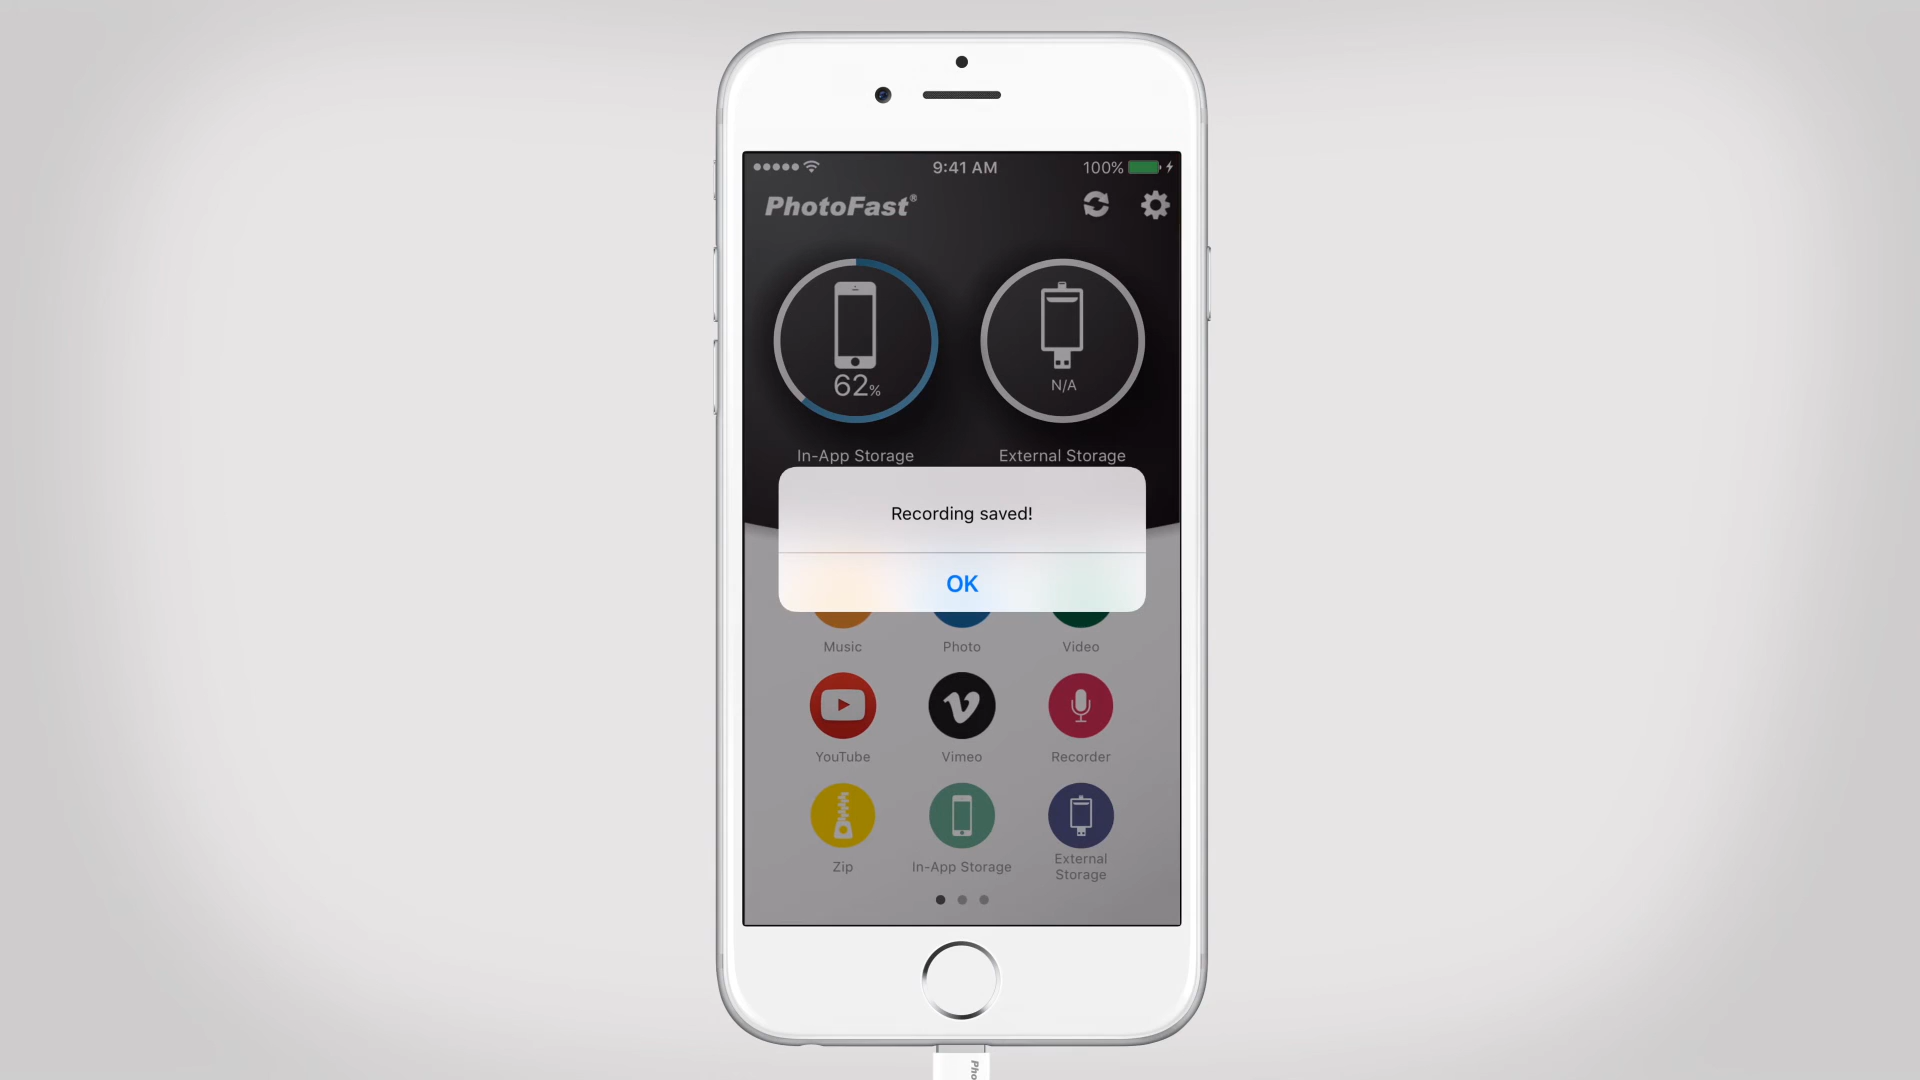 9:41 AM
100%
PhotoFast®
62%
N/A
In-App Storage
External Storage
Recording saved!
OK
Music
Photo
Video
YouTube
Vimeo
Recorder
Zip
In-App Storage
External
Storage
Pho